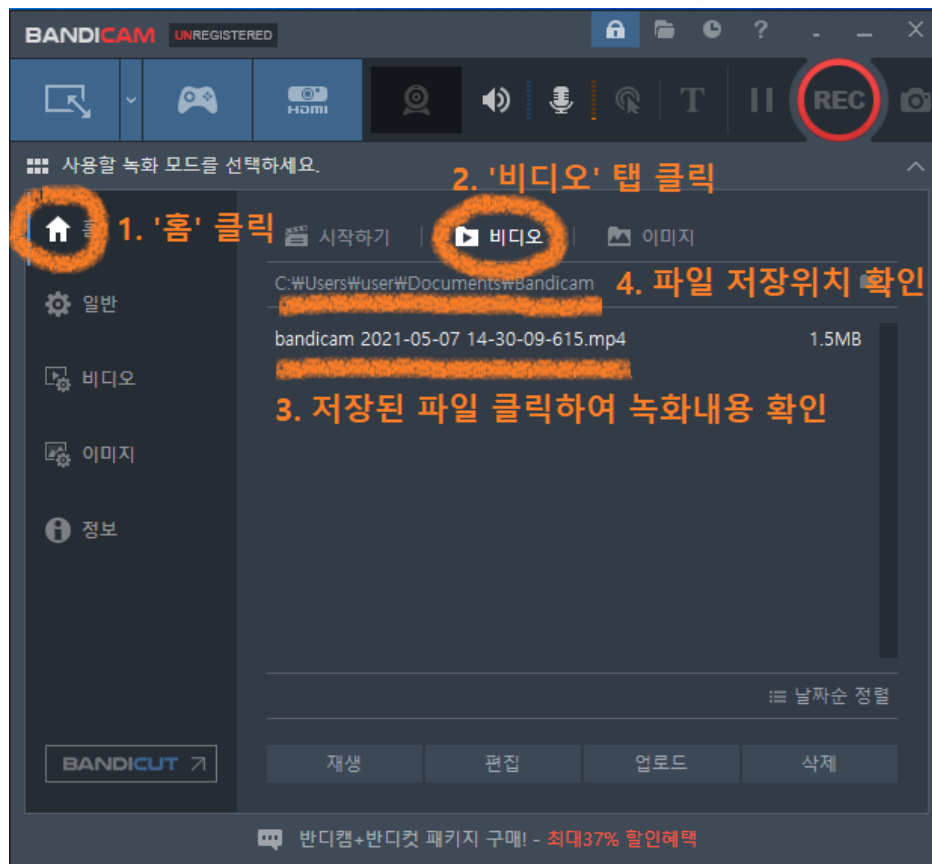 BANDICAM UNREGISTERED
?
HDMI T REC
사용할 녹화 모드를 선택하세요.
2. '비디오' 탭 클릭
홈 1. '홈' 클릭
시작하기 비디오 이미지
C:₩Users₩user₩Documents₩Bandicam 4. 파일 저장위치 확인
일반
bandicam 2021-05-07 14-30-09-615.mp4 1.5MB
비디오
3. 저장된 파일 클릭하여 녹화내용 확인
이미지
정보
날짜순 정렬
BANDICUT
재생 편집 업로드 삭제
반디캠+반디컷 패키지 구매! - 최대37% 할인혜택